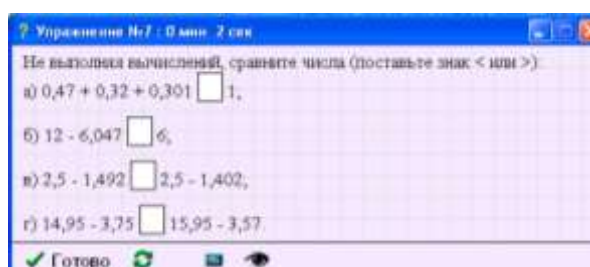 ? Упражнение №7 : 0 мин 2 сек
Не выполняя вычислений, сравните числа (поставьте знак < или >)
а) 0,47 + 0,32 + 0,301 1,
б) 12 - 6,047 6,
в) 2,5 - 1,492 2,5 - 1,402,
г) 14,95 - 3,75 15,95 - 3,57
Готово